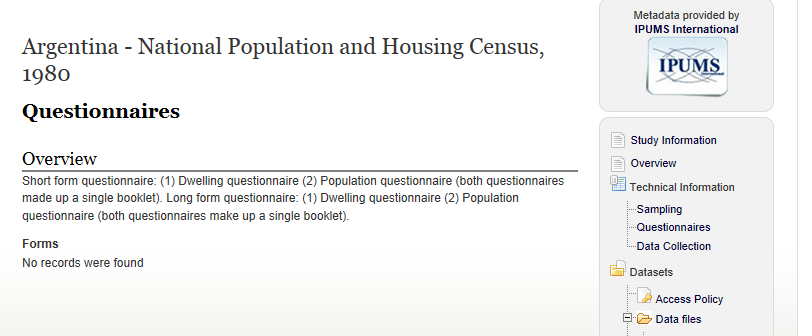 Argentina - National Population and Housing Census,
1980
Questionnaires
Overview
Short form questionnaire: (1) Dwelling questionnaire (2) Population questionnaire (both questionnaires
made up a single booklet). Long form questionnaire: (1) Dwelling questionnaire (2) Population
questionnaire (both questionnaires make up a single booklet).
Forms
No records were found
Metadata provided by
IPUMS International
IPUMS
International
Study Information
Overview
Technical Information
Sampling
Questionnaires
Data Collection
Datasets
Access Policy
Data files